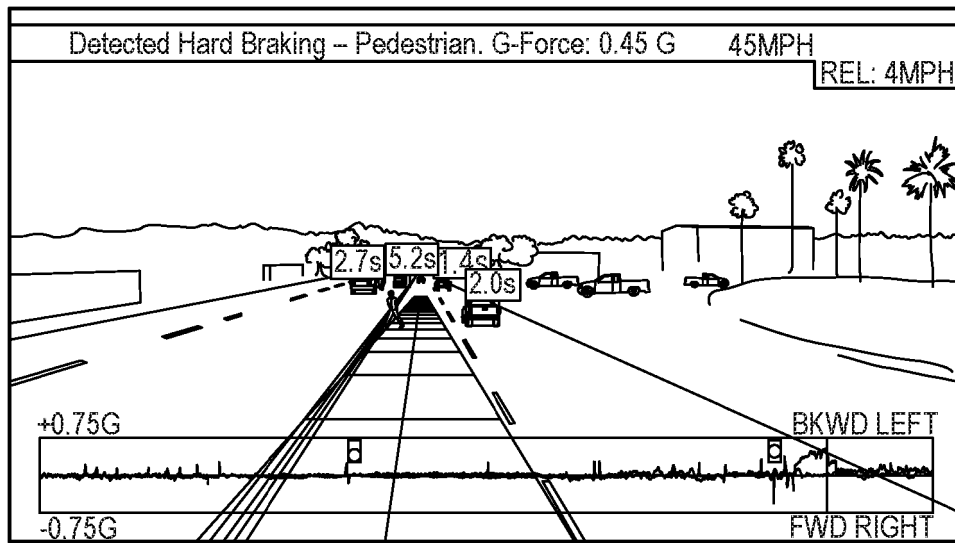 Detected Hard Braking – Pedestrian. G-Force: 0.45 G 45MPH
REL: 4MPH
2.7s 5.2s 1.4s
2.0s
+0.75G BKWD LEFT
-0.75G FWD RIGHT